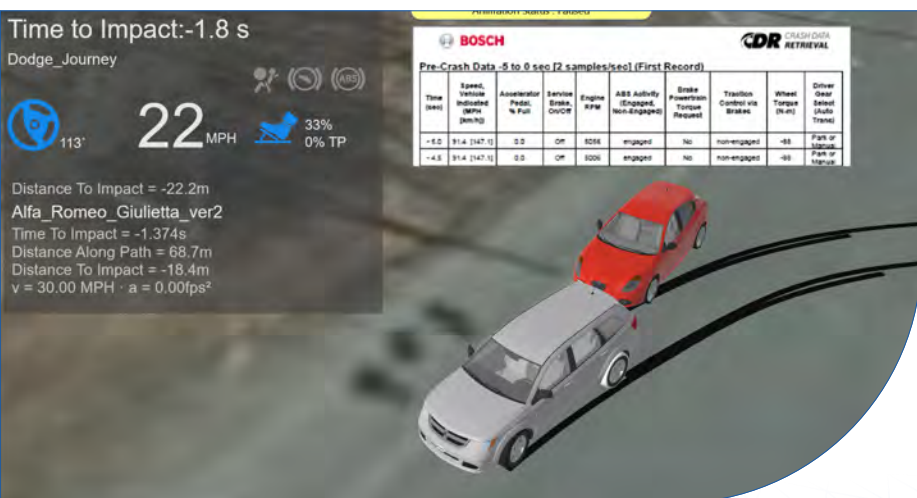 Animation Status : Paused
Time to Impact:-1.8 s
Dodge_Journey
113°
22 MPH
33%
0% TP
(ABS)
Distance To Impact = -22.2m
Alfa_Romeo_Giulietta_ver2
Time To Impact = -1.374s
Distance Along Path = 68.7m
Distance To Impact = -18.4m
v = 30.00 MPH · a = 0.00fps²
BOSCH
CDR CRASH DATA
RETRIEVAL
Pre-Crash Data -5 to 0 sec [2 samples/sec] (First Record)
Time (sec) Speed, Vehicle Indicated (MPH [km/h]) Accelerator Pedal, % Full Service Brake, On/Off Engine RPM ABS Activity (Engaged, Non-Engaged) Brake Powertrain Torque Request Traction Control via Brakes Wheel Torque (N-m) Driver Gear Select (Auto Trans)
-5.0 91.4 [147.1] 0.0 Off engaged No non-engaged Park or Manual
-4.5 91.4 [147.1] 0.0 Off engaged No non-engaged Park or Manual